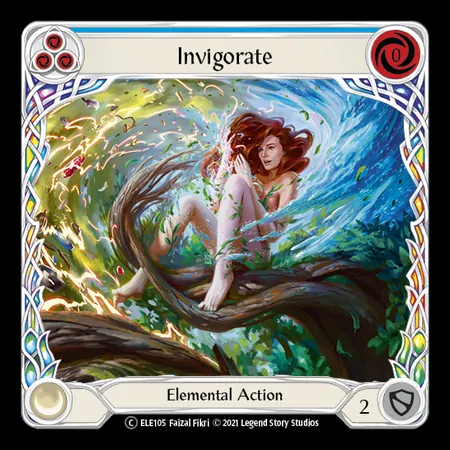 Invigorate
0
Elemental Action
2
C ELE105 Faizal Fikri © 2021 Legend Story Studios